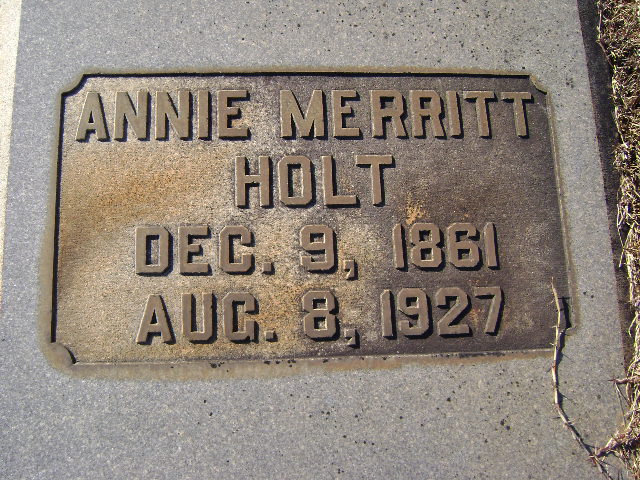 ANNIE MERRITT
HOLT
DEC. 9, 1861
AUG. 8, 1927